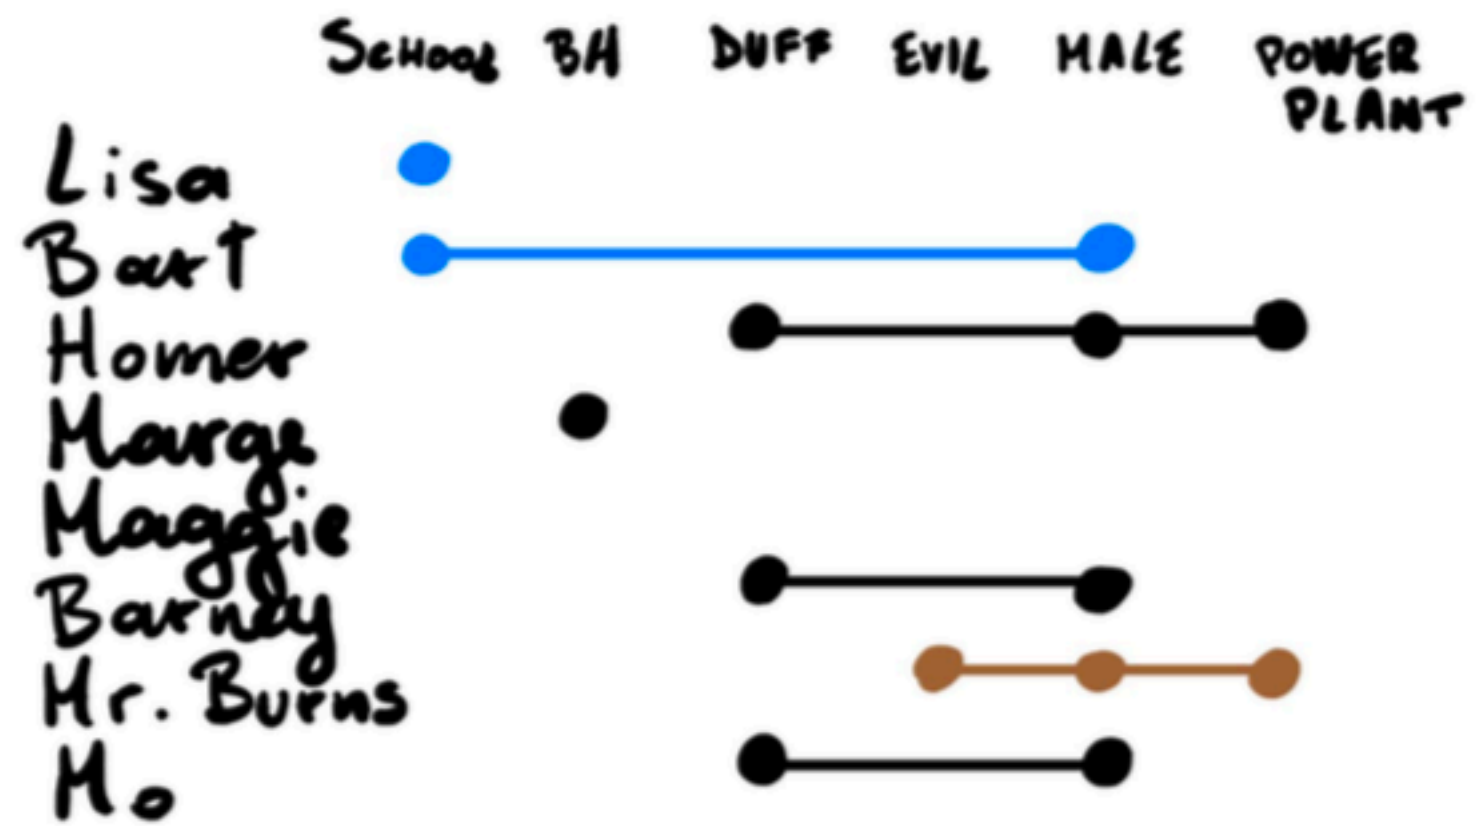 SCHOOL BH DUFF EVIL MALE POWER PLANT
Lisa
Bart
Homer
Marge
Maggie
Barney
Mr. Burns
Mo